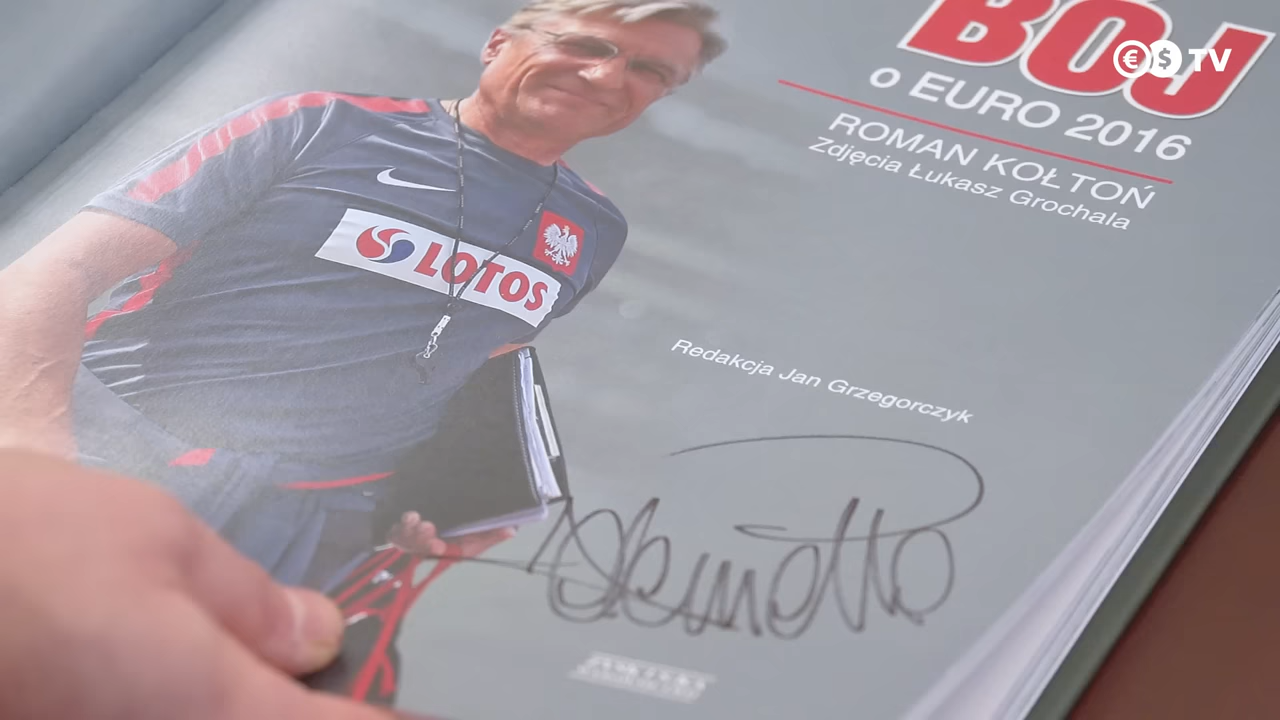 BÓJ
€$ TV
o EURO 2016
ROMAN KOŁTOŃ
Zdjęcia Łukasz Grochala
LOTOS
Redakcja Jan Grzegorczyk